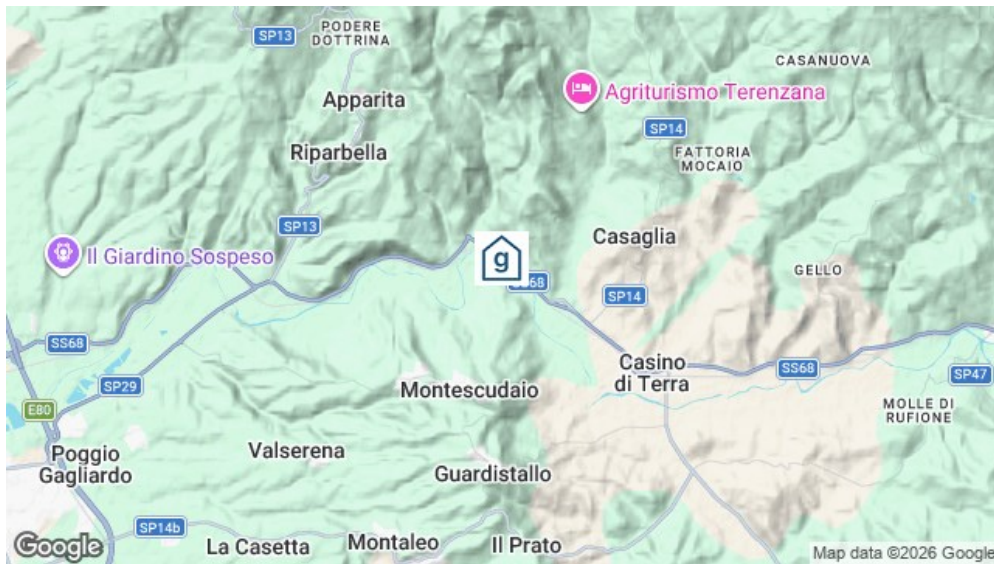 SP13
PODERE
DOTTRINA
CASANUOVA
Agriturismo Terenzana
Apparita
SP14
FATTORIA
MOCAIO
Riparbella
SP13
Casaglia
Il Giardino Sospeso
g
GELLO
SS68
SP14
SS68
Casino
di Terra
SS68
SP47
SP29
Montescudaio
E80
MOLLE DI
RUFIONE
Poggio
Gagliardo
Valserena
Guardistallo
SP14b
La Casetta
Montaleo
Il Prato
Google
Map data ©2026 Google